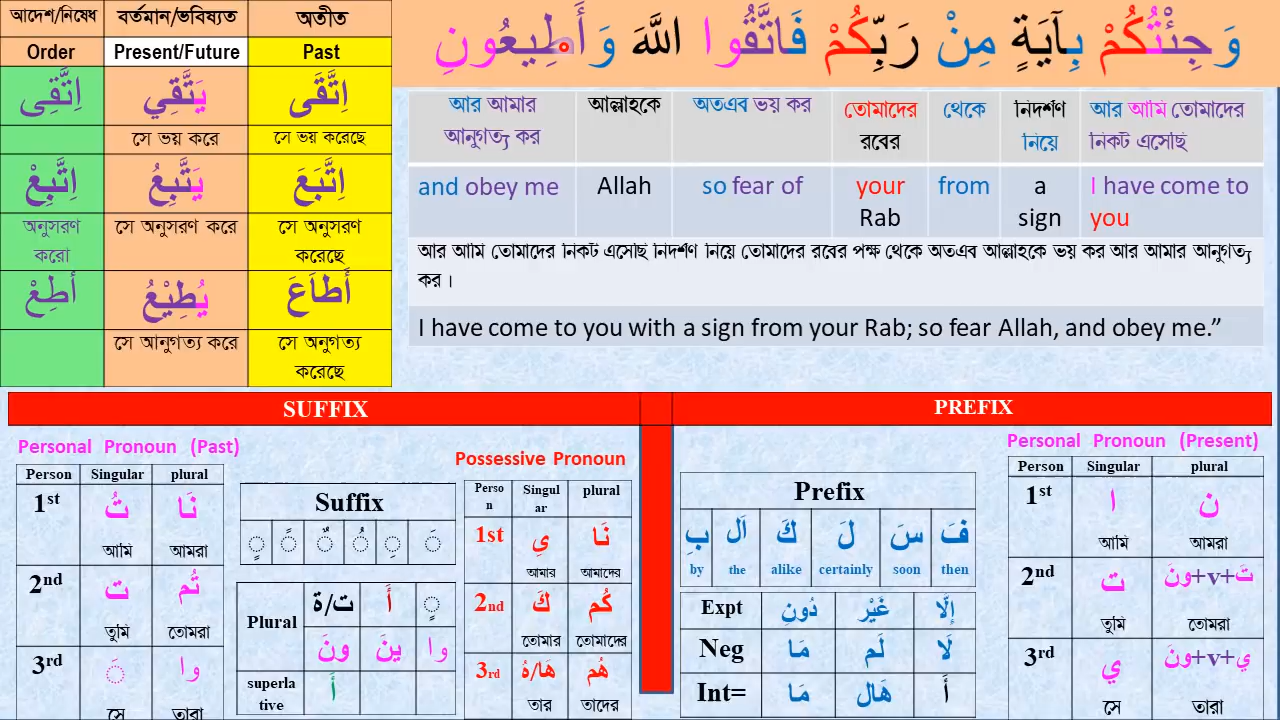 আদেশ/নিষেধ বর্তমান/ভবিষ্যত অতীত
Order Present/Future Past
اِتَّقِى يَتَّقِي اِتَّقَى
সে ভয় করে সে ভয় করেছে
اِتَّبِعْ يَتَّبِعُ اِتَّبَعَ
অনুসরণ করো সে অনুসরণ করে সে অনুসরণ করেছে
أَطِعْ يُطِيْعُ أَطَاعَ
সে আনুগত্য করে সে অনুগত্য করেছে
وَجِئْتُكُمْ بِآيَةٍ مِنْ رَبِّكُمْ فَاتَّقُوا اللَّهَ وَأَطِيعُونِ
আর আমার আনুগত্য কর আল্লাহকে অতএব ভয় কর তোমাদের রবের থেকে নিদর্শণ নিয়ে আর আমি তোমাদের নিকট এসেছি
and obey me Allah so fear of your Rab from a sign I have come to you
আর আমি তোমাদের নিকট এসেছি নিদর্শণ নিয়ে তোমাদের রবের পক্ষ থেকে অতএব আল্লাহকে ভয় কর আর আমার আনুগত্য
কর।
I have come to you with a sign from your Rab; so fear Allah, and obey me.”
SUFFIX
Personal Pronoun (Past)
Person Singular plural
1st تُ نَا
আমি আমরা
2nd ت تُم
তুমি তোমরা
3rd َ وا
সে তারা
Suffix
ٍ ً ٌ ُ ِ َ
Plural ت/ة أَ ٍ
ونَ ينَ وا
superlative أَ
Possessive Pronoun
Person Singular plural
1st يِ نَا
আমার আমাদের
2nd كَ كُم
তোমার তোমাদের
3rd هَا/هُ هُم
তার তাদের
PREFIX
Prefix
بِ اَل كَ لَ سَ فَ
by the alike certainly soon then
Expt دُونِ غَيْرَ إِلَّا
Neg مَا لَم لَا
Int= مَا هَال أَ
Personal Pronoun (Present)
Person Singular plural
1st ا ن
আমি আমরা
2nd ت تَ+v+ونَ
তুমি তোমরা
3rd ي ي+v+ونَ
সে তারা